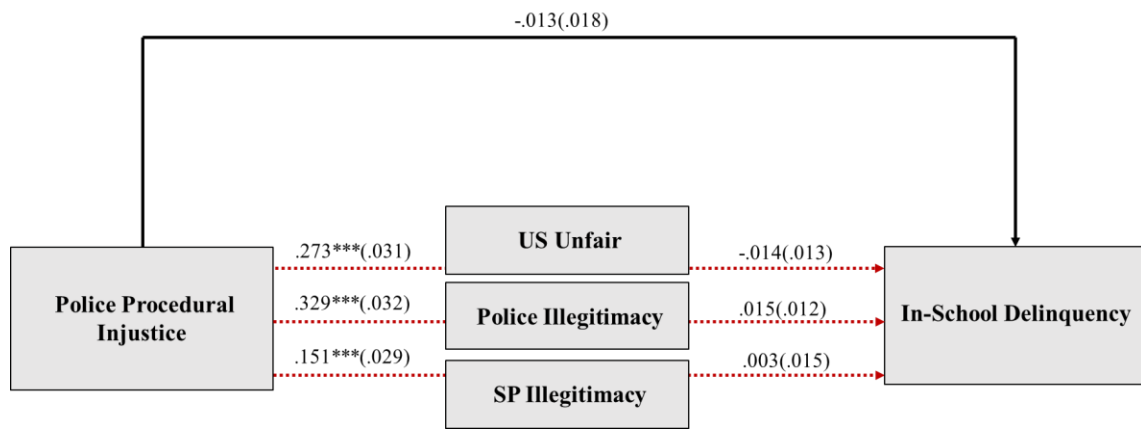 -.013(.018)
US Unfair
.273***(.031)
-.014(.013)
Police Procedural
Injustice
.329***(.032)
Police Illegitimacy
.015(.012)
In-School Delinquency
.151***(.029)
SP Illegitimacy
.003(.015)